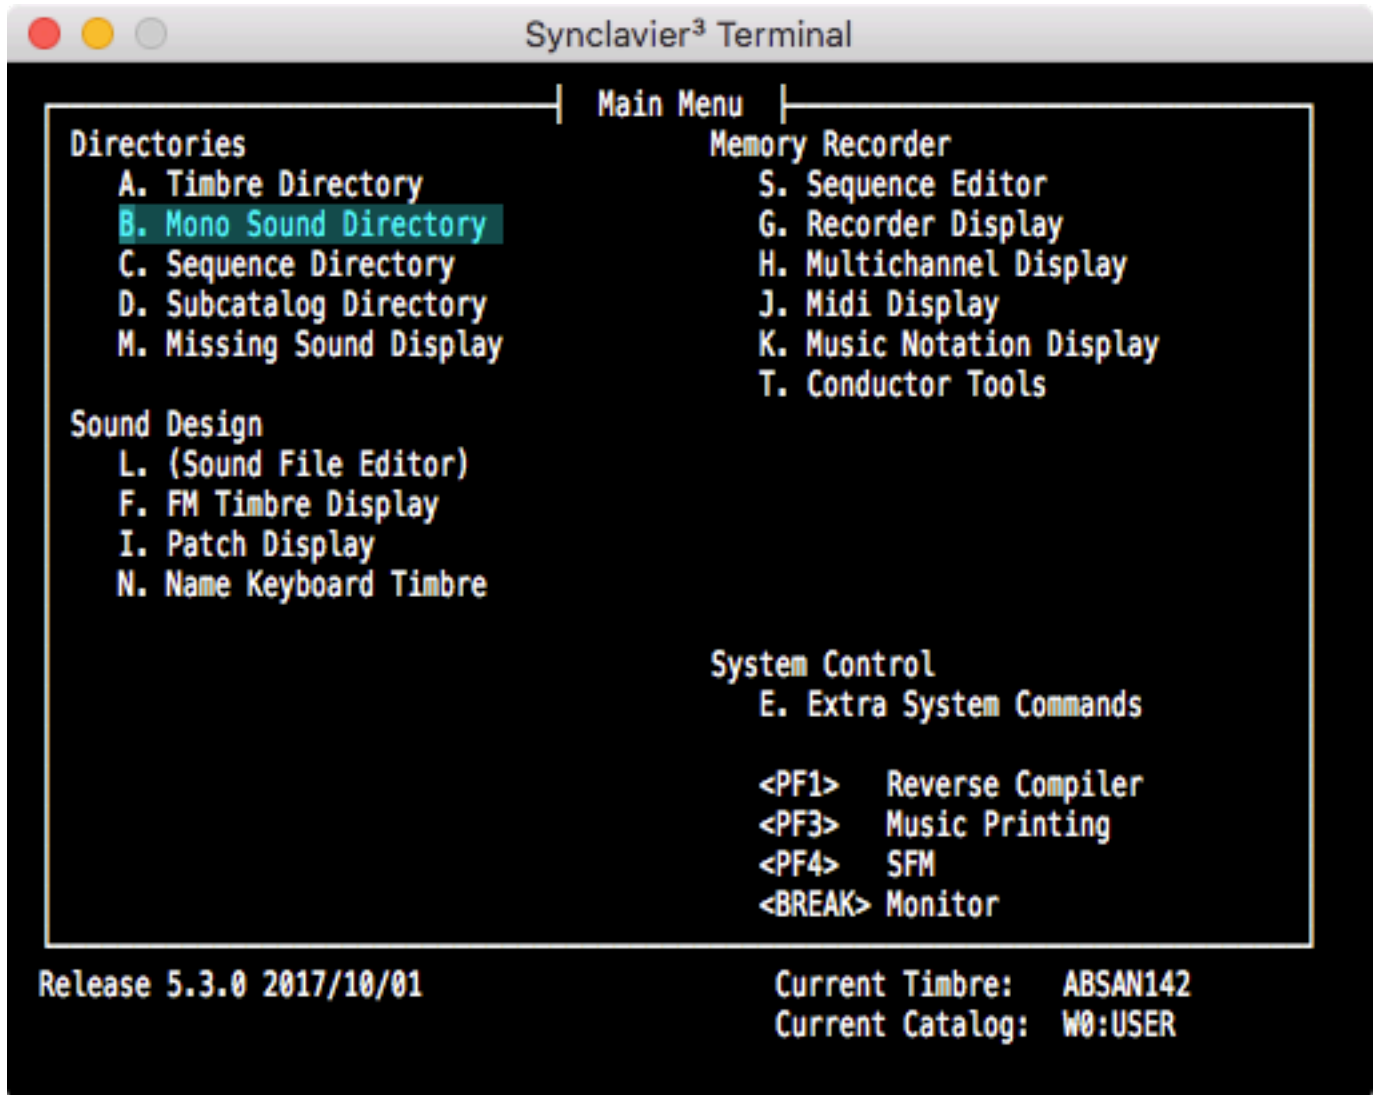 Synclavier³ Terminal
Main Menu
Directories
A. Timbre Directory
B. Mono Sound Directory
C. Sequence Directory
D. Subcatalog Directory
M. Missing Sound Display
Sound Design
L. (Sound File Editor)
F. FM Timbre Display
I. Patch Display
N. Name Keyboard Timbre
Memory Recorder
S. Sequence Editor
G. Recorder Display
H. Multichannel Display
J. Midi Display
K. Music Notation Display
T. Conductor Tools
System Control
E. Extra System Commands
<PF1> Reverse Compiler
<PF3> Music Printing
<PF4> SFM
<BREAK> Monitor
Release 5.3.0 2017/10/01
Current Timbre: ABSAN142
Current Catalog: W0:USER